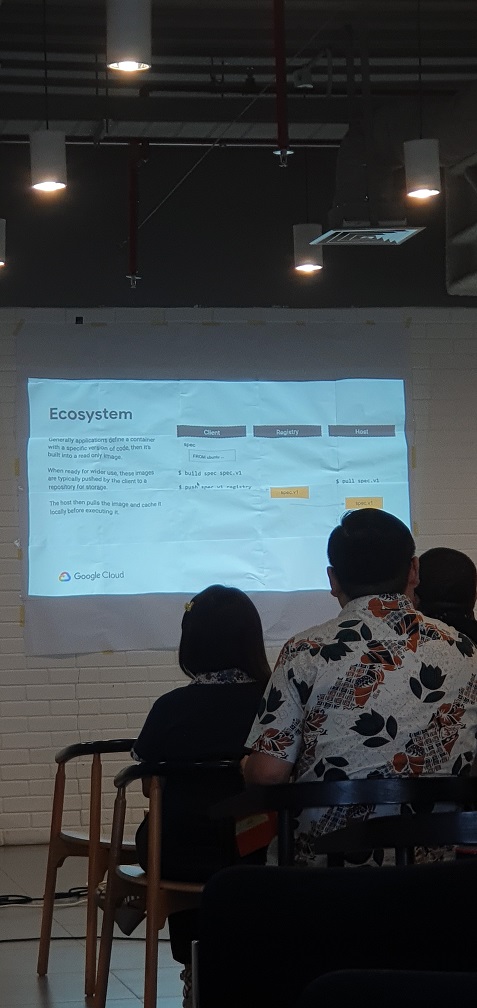 Ecosystem
Generally applications define a container
with a specific version of code, then it's
built into a read only image.
When ready for wider use, these images
are typically pushed by the client to a
repository for storage.
The host then pulls the image and cache it
locally before executing it.
Google Cloud
Client
Registry
Host
spec
FROM ubuntu
$ build spec spec.v1
$ push spec.v1 registry
spec.v1
$ pull spec.v1
spec.v1